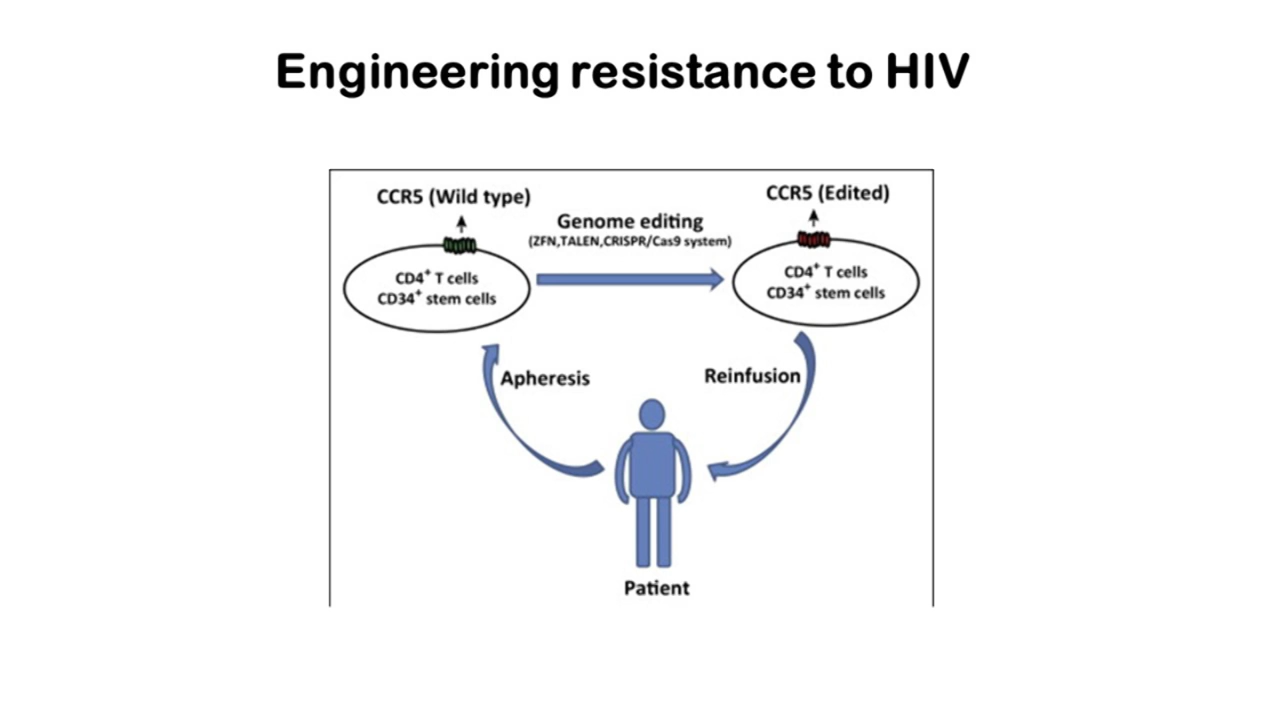 Engineering resistance to HIV
CCR5 (Wild type)
CCR5 (Edited)
Genome editing
(ZFN,TALEN,CRISPR/Cas9 system)
CD4⁺ T cells
CD34⁺ stem cells
CD4⁺ T cells
CD34⁺ stem cells
Apheresis
Reinfusion
Patient